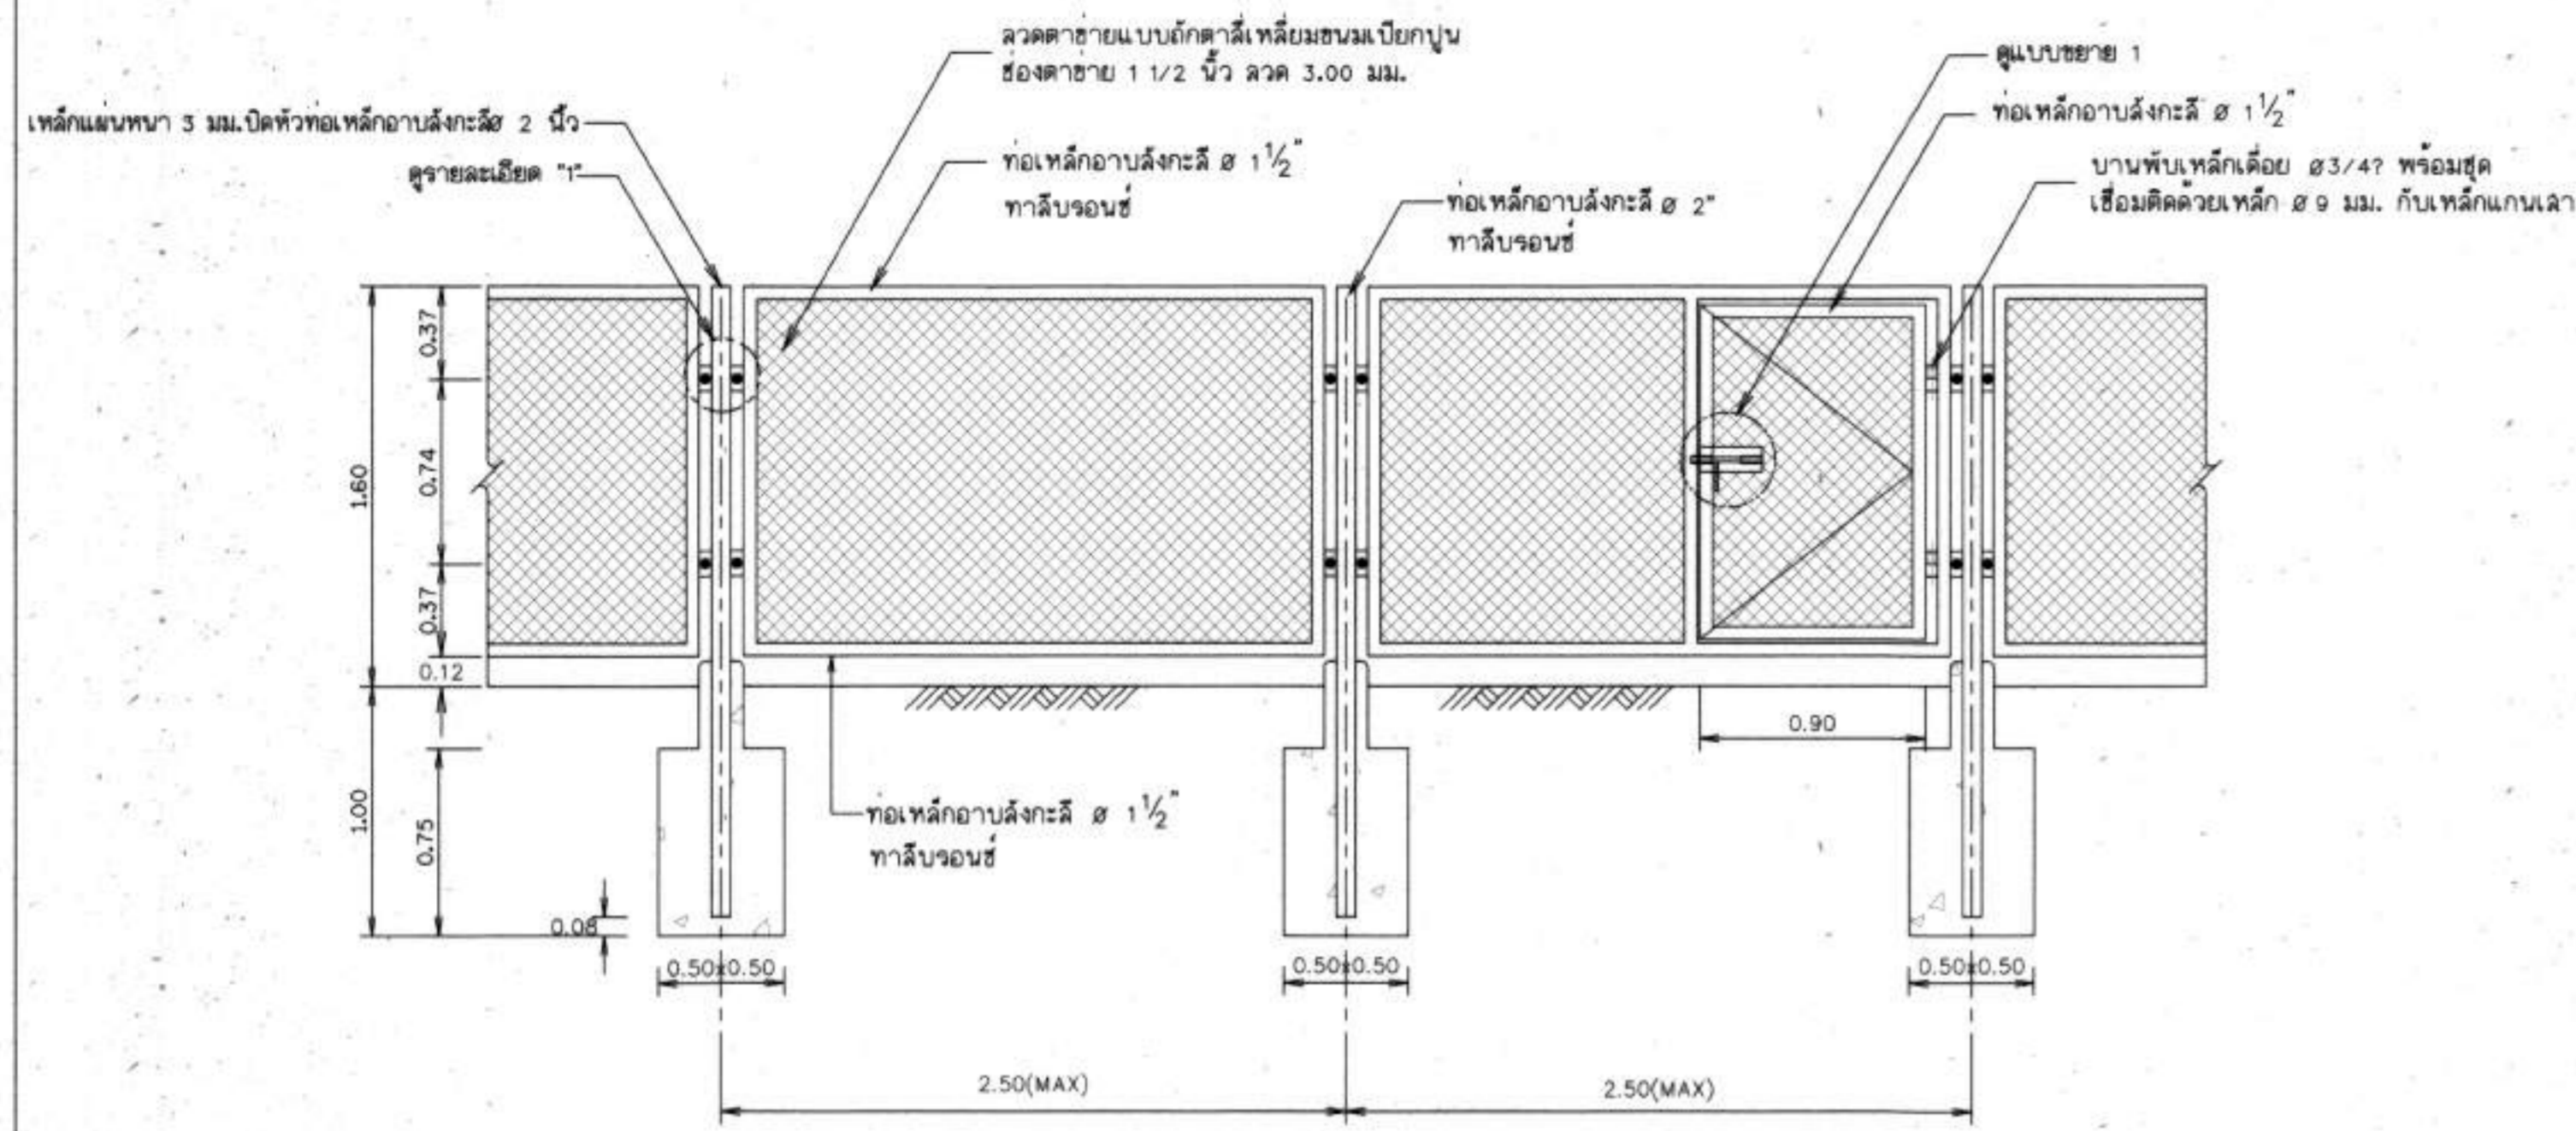 ลวดตาข่ายแบบถักตาสี่เหลี่ยมขนมเปียกปูน
ช่องตาข่าย 1 1/2 นิ้ว ลวด 3.00 มม.
ดูแบบขยาย 1
เหล็กแผ่นหนา 3 มม.ปิดหัวท่อเหล็กอาบสังกะสีø 2 นิ้ว
ท่อเหล็กอาบสังกะสี ø 1 1/2"
ดูรายละเอียด "1"
ท่อเหล็กอาบสังกะสี ø 1 1/2"
ทาสีบรอนซ์
บานพับเหล็กเดือย ø3/4? พร้อมชุด
เชื่อมติดด้วยเหล็ก ø 9 มม. กับเหล็กแกนเสา
ท่อเหล็กอาบสังกะสี ø 2"
ทาสีบรอนซ์
0.37
0.74
1.60
0.37
0.12
0.90
1.00
0.75
ท่อเหล็กอาบสังกะสี ø 1 1/2"
ทาสีบรอนซ์
0.08
0.50x0.50
0.50x0.50
0.50x0.50
2.50(MAX)
2.50(MAX)